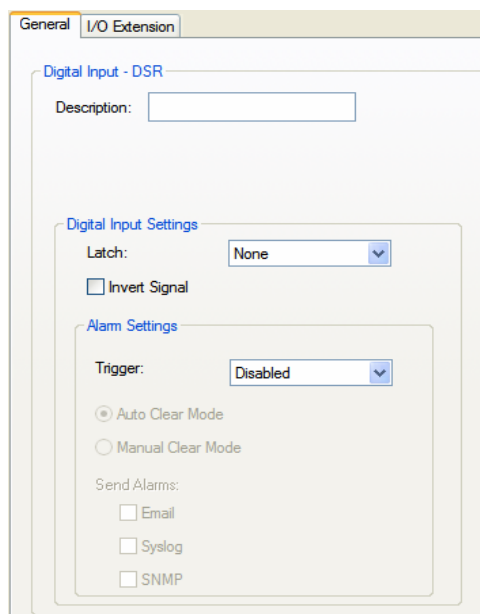 General I/O Extension
Digital Input - DSR
Description:
Digital Input Settings
Latch: None
Invert Signal
Alarm Settings
Trigger: Disabled
Auto Clear Mode
Manual Clear Mode
Send Alarms:
Email
Syslog
SNMP